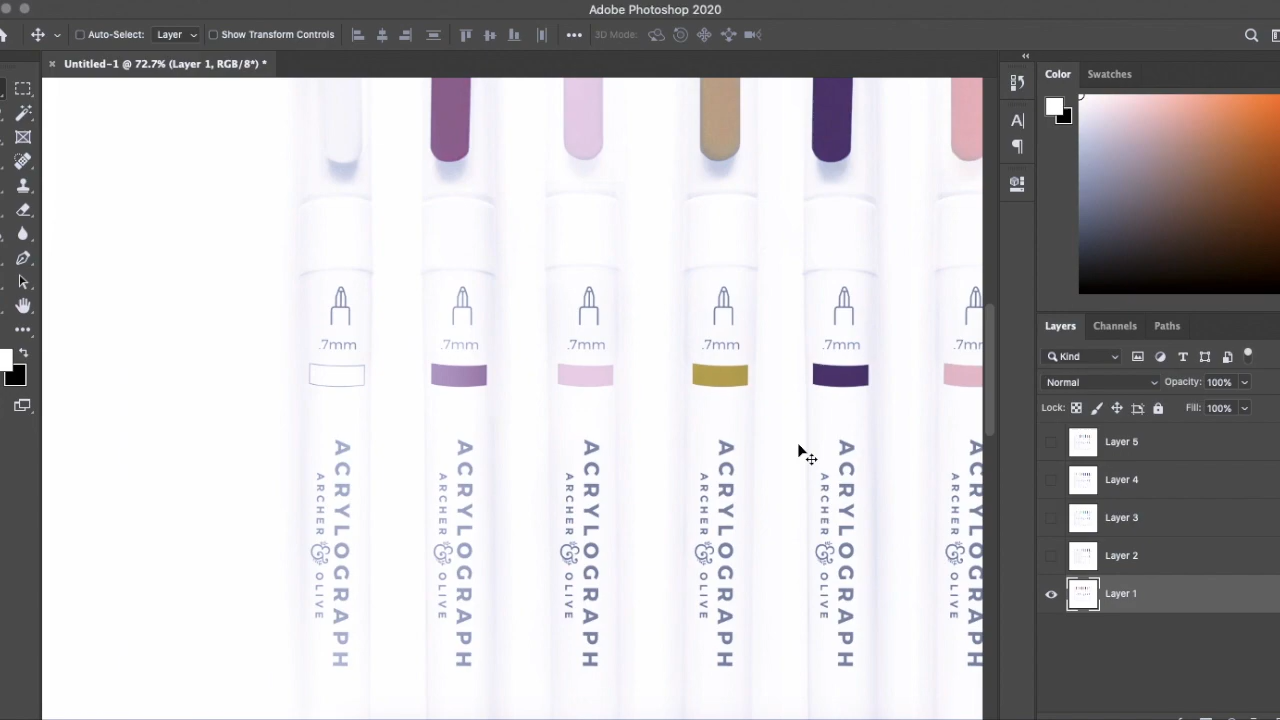 Adobe Photoshop 2020
Auto-Select: Layer Show Transform Controls 3D Mode:
Untitled-1 @ 72.7% (Layer 1, RGB/8*) *
Color Swatches
.7mm .7mm .7mm .7mm .7mm .7m
ACRYLOGRAPH
ARCHER & OLIVE
ACRYLOGRAPH
ARCHER & OLIVE
ACRYLOGRAPH
ARCHER & OLIVE
ACRYLOGRAPH
ARCHER & OLIVE
ACRYLOGRAPH
ARCHER & OLIVE
ACRYLOGRAPH
ARCHER & OLIVE
Layers Channels Paths
Kind
Normal Opacity: 100%
Lock: Fill: 100%
Layer 5
Layer 4
Layer 3
Layer 2
Layer 1